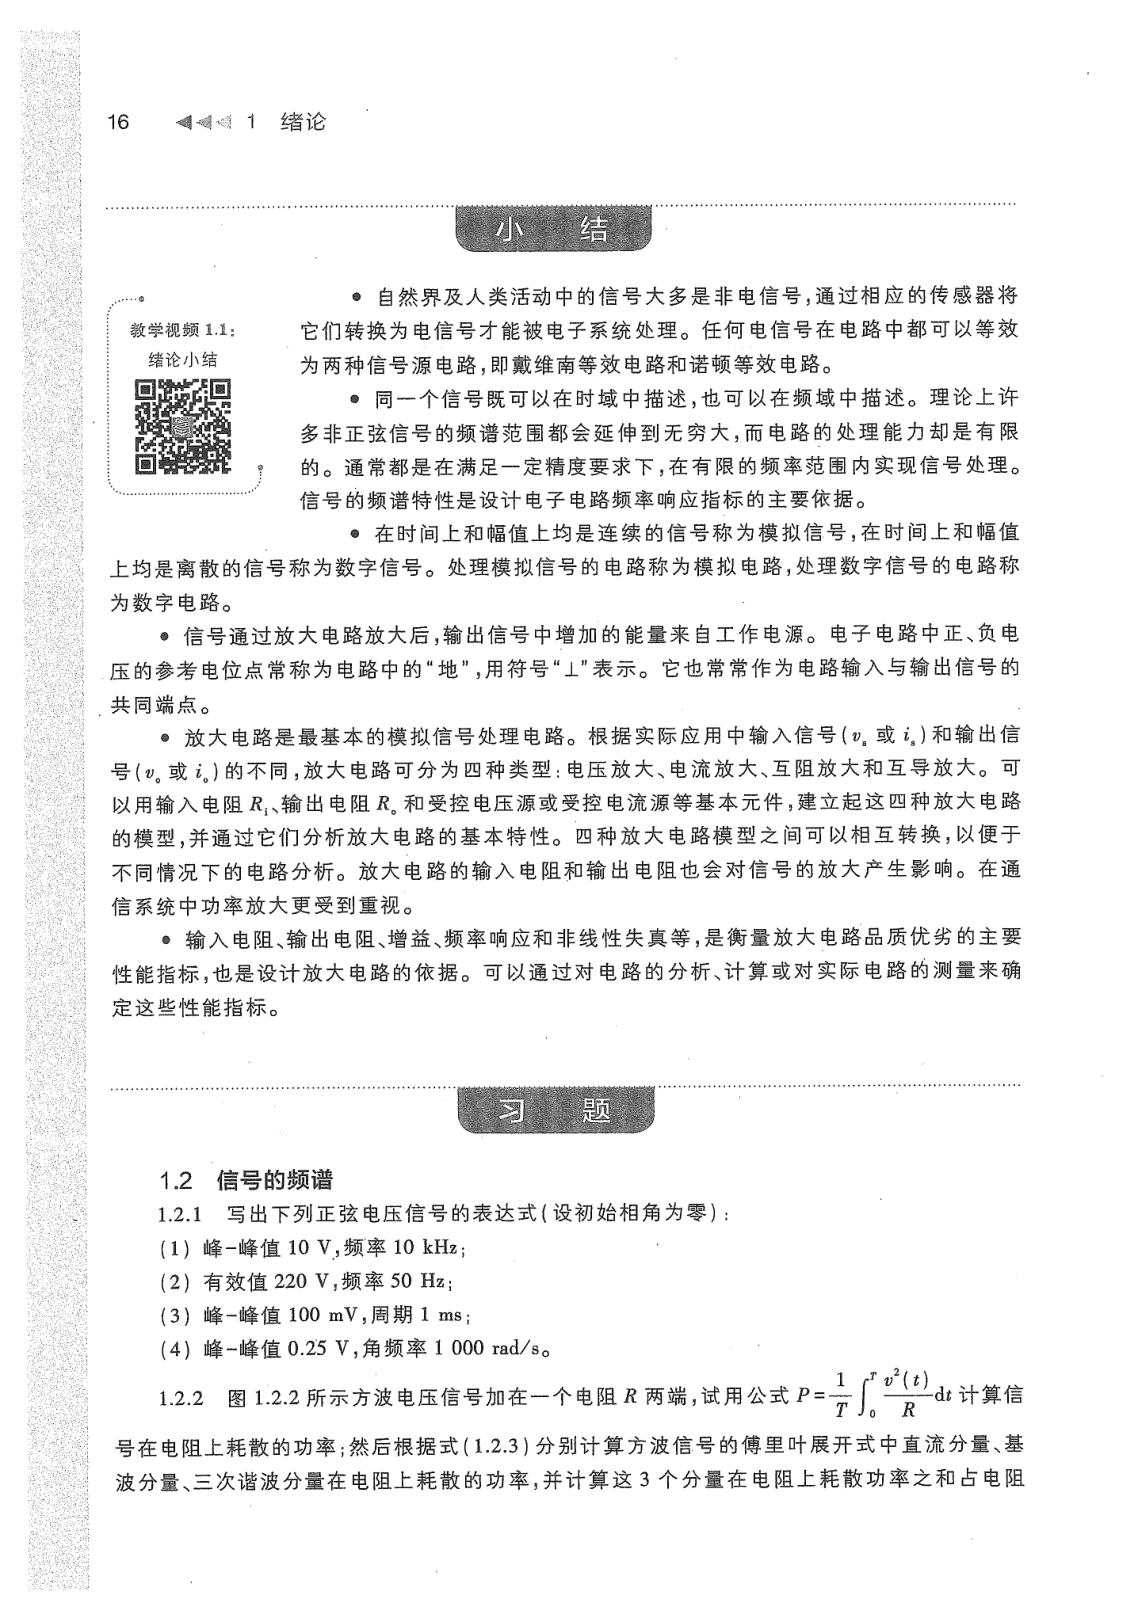 16 1 绪论
小 结
教学视频 1.1:
绪论小结
● 自然界及人类活动中的信号大多是非电信号,通过相应的传感器将
它们转换为电信号才能被电子系统处理。任何电信号在电路中都可以等效
为两种信号源电路,即戴维南等效电路和诺顿等效电路。
● 同一个信号既可以在时域中描述,也可以在频域中描述。理论上许
多非正弦信号的频谱范围都会延伸到无穷大,而电路的处理能力却是有限
的。通常都是在满足一定精度要求下,在有限的频率范围内实现信号处理。
信号的频谱特性是设计电子电路频率响应指标的主要依据。
● 在时间上和幅值上均是连续的信号称为模拟信号,在时间上和幅值
上均是离散的信号称为数字信号。处理模拟信号的电路称为模拟电路,处理数字信号的电路称
为数字电路。
● 信号通过放大电路放大后,输出信号中增加的能量来自工作电源。电子电路中正、负电
压的参考电位点常称为电路中的“地”,用符号“⊥”表示。它也常常作为电路输入与输出信号的
共同端点。
● 放大电路是最基本的模拟信号处理电路。根据实际应用中输入信号(vₛ 或 iₛ)和输出信
号(vₒ 或 iₒ)的不同,放大电路可分为四种类型:电压放大、电流放大、互阻放大和互导放大。可
以用输入电阻 Rᵢ、输出电阻 Rₒ 和受控电压源或受控电流源等基本元件,建立起这四种放大电路
的模型,并通过它们分析放大电路的基本特性。四种放大电路模型之间可以相互转换,以便于
不同情况下的电路分析。放大电路的输入电阻和输出电阻也会对信号的放大产生影响。在通
信系统中功率放大更受到重视。
● 输入电阻、输出电阻、增益、频率响应和非线性失真等,是衡量放大电路品质优劣的主要
性能指标,也是设计放大电路的依据。可以通过对电路的分析、计算或对实际电路的测量来确
定这些性能指标。
习 题
1.2 信号的频谱
1.2.1 写出下列正弦电压信号的表达式(设初始相角为零):
(1) 峰-峰值 10 V,频率 10 kHz;
(2) 有效值 220 V,频率 50 Hz;
(3) 峰-峰值 100 mV,周期 1 ms;
(4) 峰-峰值 0.25 V,角频率 1 000 rad/s。
1.2.2 图 1.2.2 所示方波电压信号加在一个电阻 R 两端,试用公式 P=1/T ∫₀ᵀ v²(t)/R dt 计算信
号在电阻上耗散的功率;然后根据式(1.2.3)分别计算方波信号的傅里叶展开式中直流分量、基
波分量、三次谐波分量在电阻上耗散的功率,并计算这 3 个分量在电阻上耗散功率之和占电阻